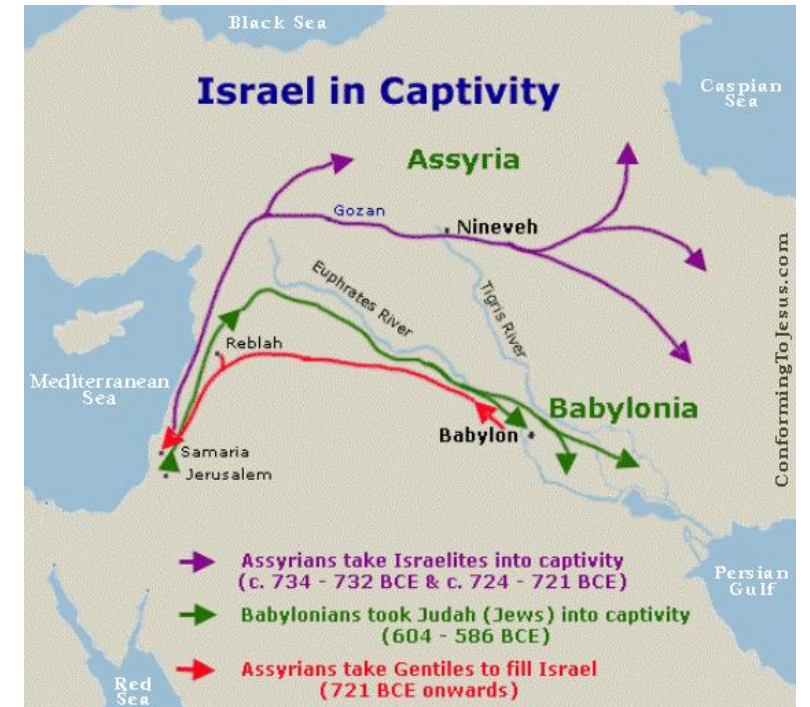 Black Sea
Israel in Captivity
Caspian
Sea
Assyria
Gozan
Nineveh
Euphrates River
Tigris River
Reblah
Mediterranean
Sea
Babylonia
Babylon
Samaria
Jerusalem
ConformingToJesus.com
Assyrians take Israelites into captivity
(c. 734 - 732 BCE & c. 724 - 721 BCE)
Babylonians took Judah (Jews) into captivity
(604 - 586 BCE)
Assyrians take Gentiles to fill Israel
(721 BCE onwards)
Persian
Gulf
Red
Sea